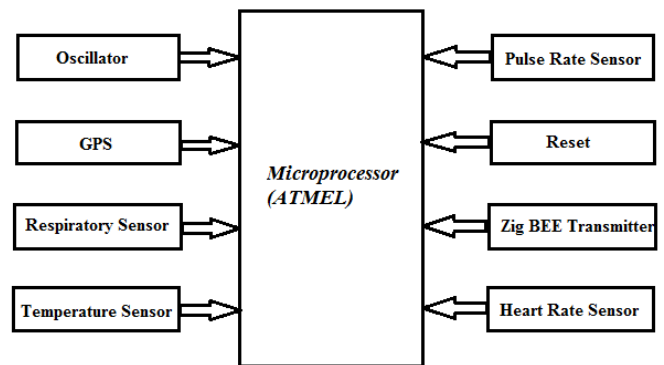 Oscillator
GPS
Respiratory Sensor
Temperature Sensor
Microprocessor
(ATMEL)
Pulse Rate Sensor
Reset
Zig BEE Transmitter
Heart Rate Sensor